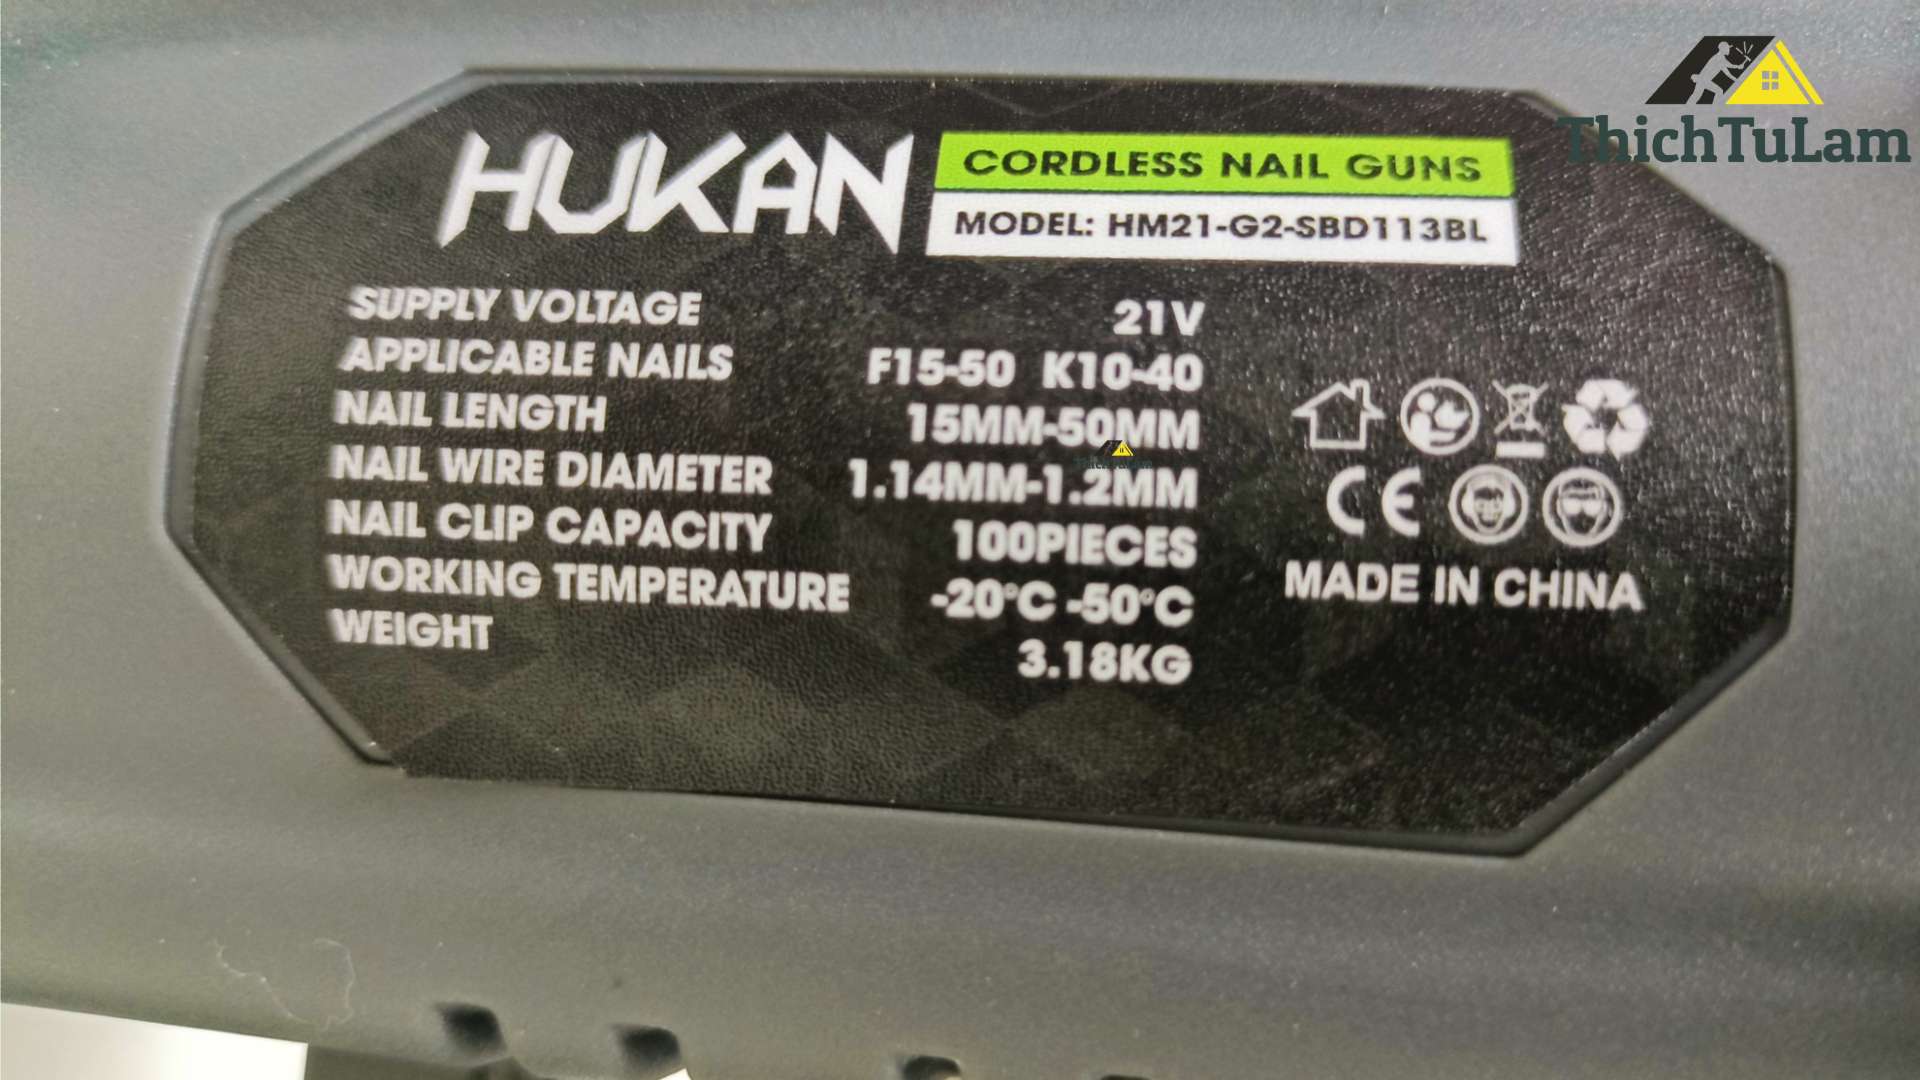 ThichTuLam
HUKAN
CORDLESS NAIL GUNS
MODEL: HM21-G2-SBD113BL
SUPPLY VOLTAGE 21V
APPLICABLE NAILS F15-50 K10-40
NAIL LENGTH 15MM-50MM
ThichTuLam
NAIL WIRE DIAMETER 1.14MM-1.2MM
NAIL CLIP CAPACITY 100PIECES
WORKING TEMPERATURE -20°C -50°C
WEIGHT 3.18KG
CE
MADE IN CHINA